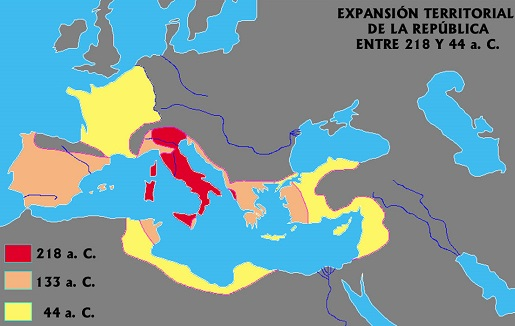 EXPANSIÓN TERRITORIAL
DE LA REPÚBLICA
ENTRE 218 Y 44 a. C.
218 a. C.
133 a. C.
44 a. C.